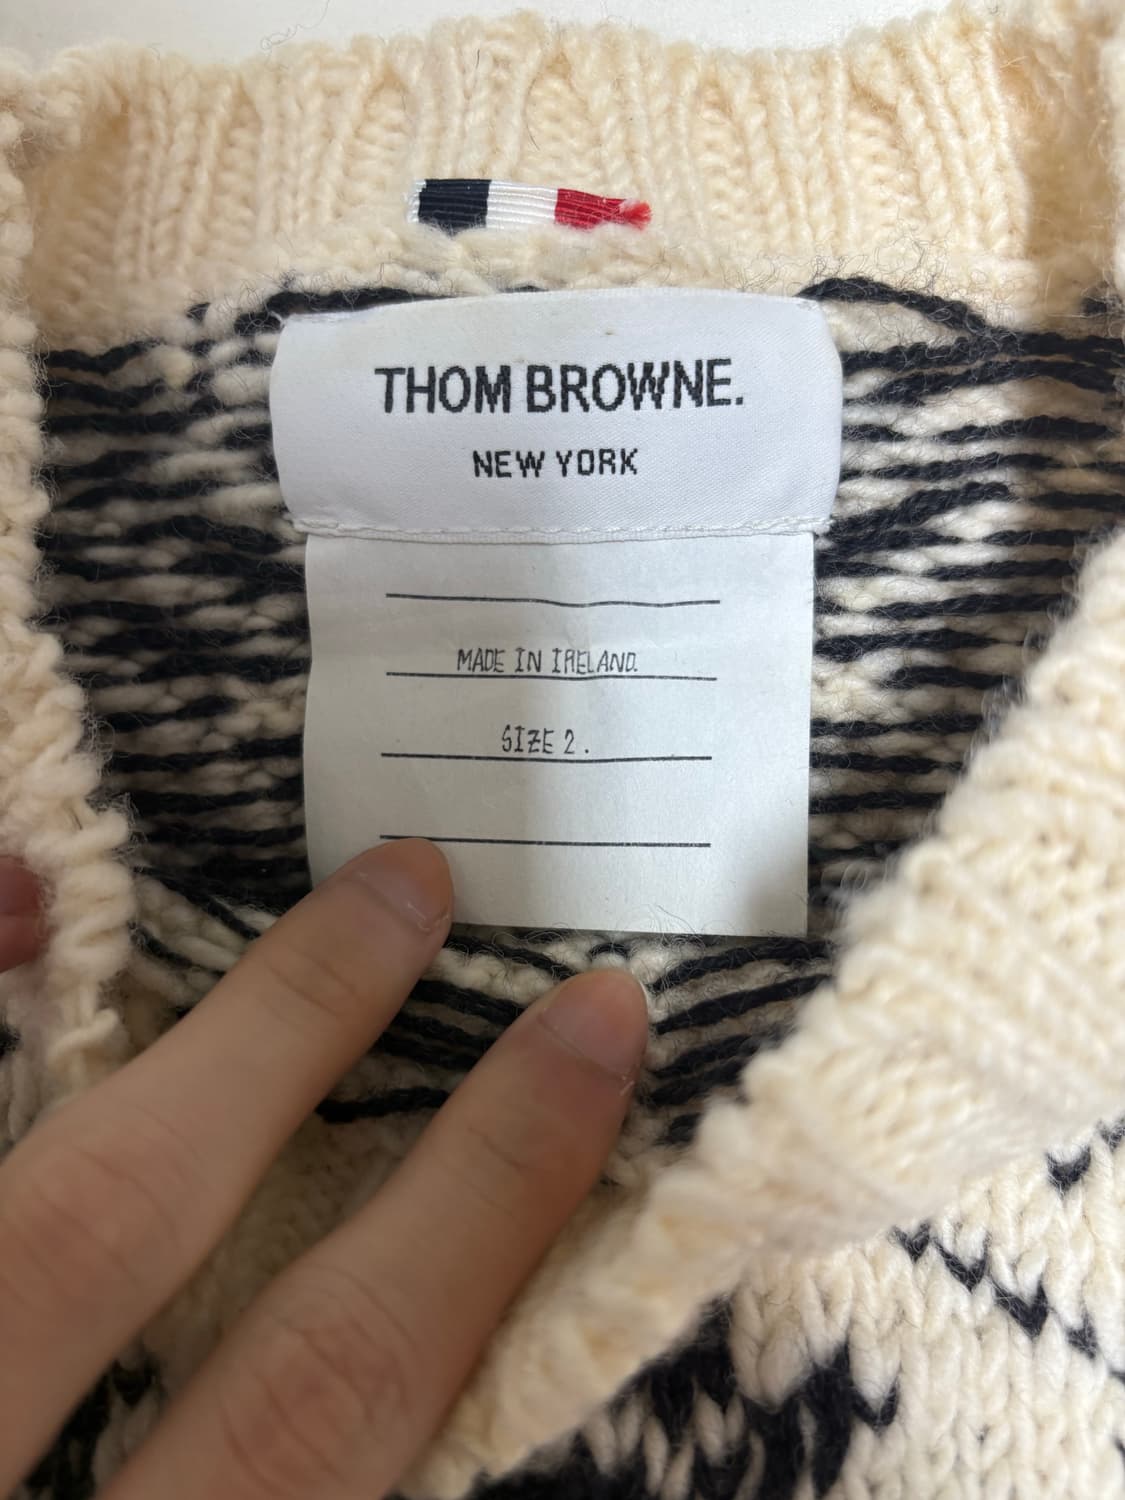 THOM BROWNE.
NEW YORK
MADE IN IRELAND.
SIZE 2.